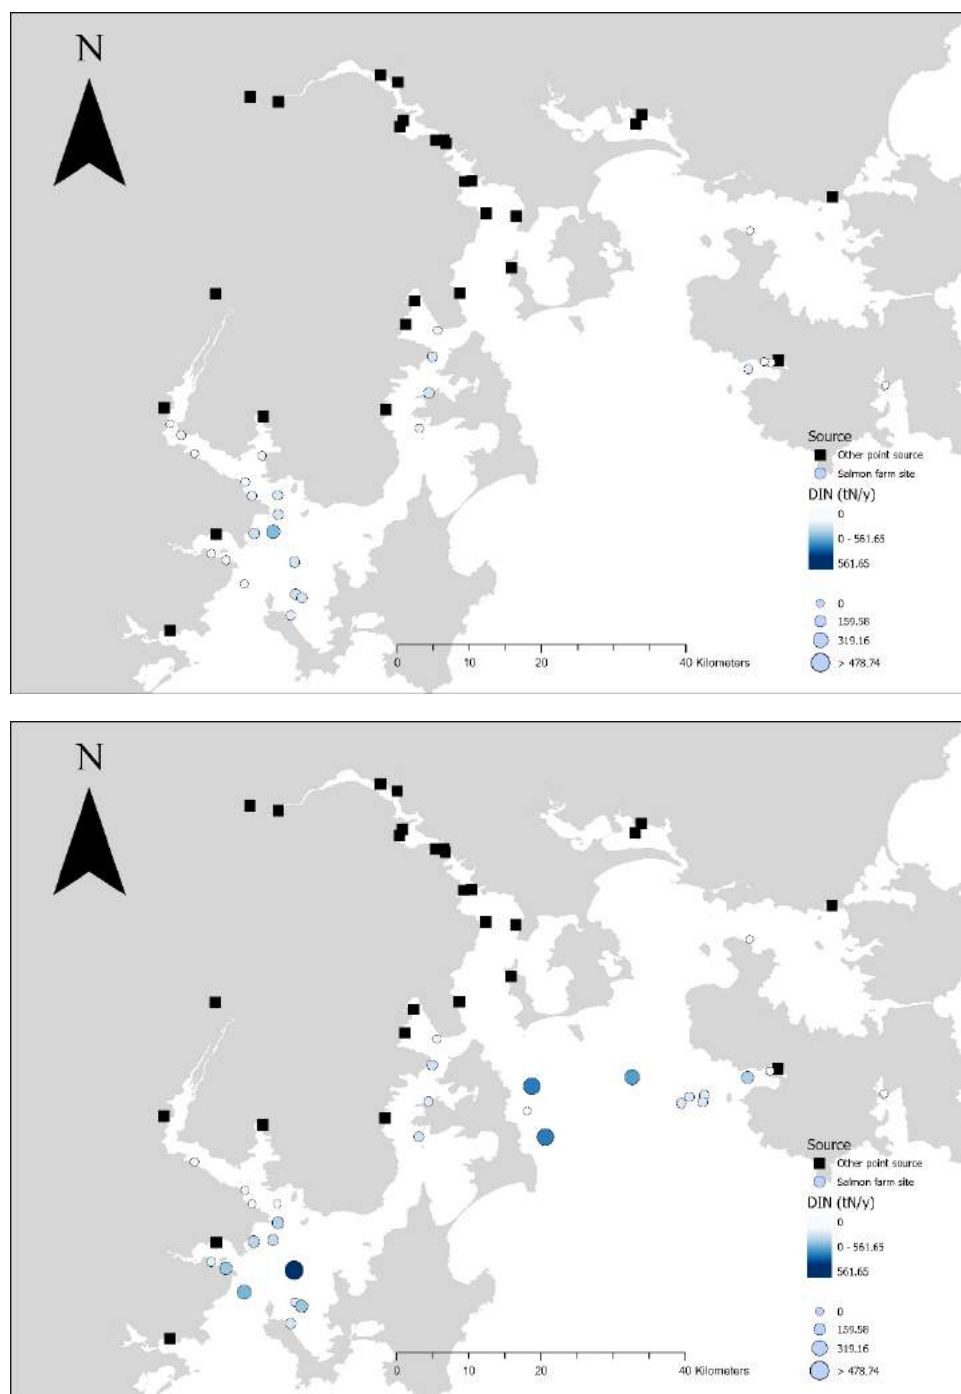 N
Source
Other point source
Salmon farm site
DIN (tN/y)
0
0 - 561.65
561.65
0
159.58
319.16
> 478.74
0 10 20 40 Kilometers
N
Source
Other point source
Salmon farm site
DIN (tN/y)
0
0 - 561.65
561.65
0
159.58
319.16
> 478.74
0 10 20 40 Kilometers